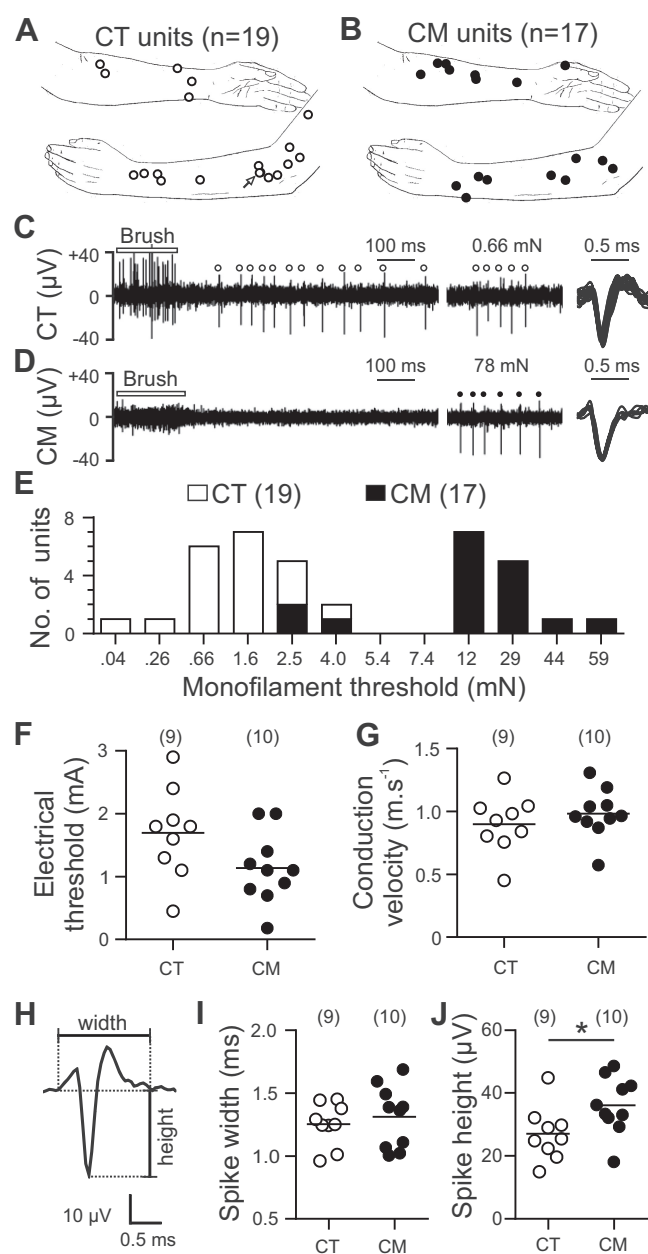 A CT units (n=19) B CM units (n=17)
C Brush 100 ms 0.66 mN 0.5 ms
+40
0
-40
CT (µV)
D Brush 100 ms 78 mN 0.5 ms
+40
0
-40
CM (µV)
E CT (19) CM (17)
8
4
0
No. of units
.04 .26 .66 1.6 2.5 4.0 5.4 7.4 12 29 44 59
Monofilament threshold (mN)
F (9) (10)
3
2
1
0
Electrical
threshold (mA)
CT CM
G (9) (10)
1.5
1.0
0.5
0
Conduction
velocity (m.s-1)
CT CM
H
width
height
10 µV
0.5 ms
I (9) (10)
2.0
1.5
1.0
0.5
Spike width (ms)
CT CM
J (9) (10)
*
60
40
20
0
Spike height (µV)
CT CM